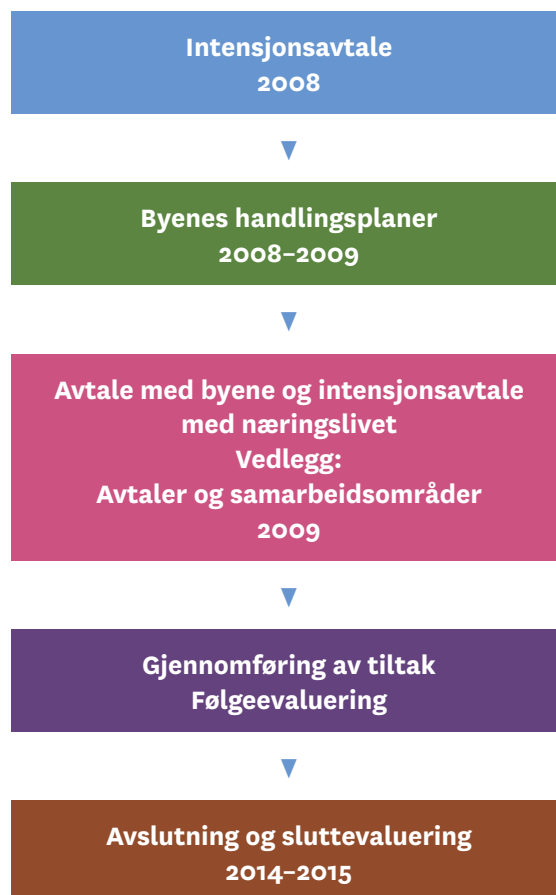 Intensjonsavtale
2008
Byenes handlingsplaner
2008–2009
Avtale med byene og intensjonsavtale
med næringslivet
Vedlegg:
Avtaler og samarbeidsområder
2009
Gjennomføring av tiltak
Følgeevaluering
Avslutning og sluttevaluering
2014–2015